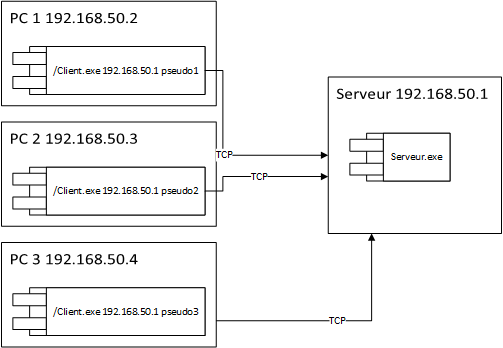 PC 1 192.168.50.2
/Client.exe 192.168.50.1 pseudo1
PC 2 192.168.50.3
/Client.exe 192.168.50.1 pseudo2
PC 3 192.168.50.4
/Client.exe 192.168.50.1 pseudo3
TCP
TCP
TCP
Serveur 192.168.50.1
Serveur.exe